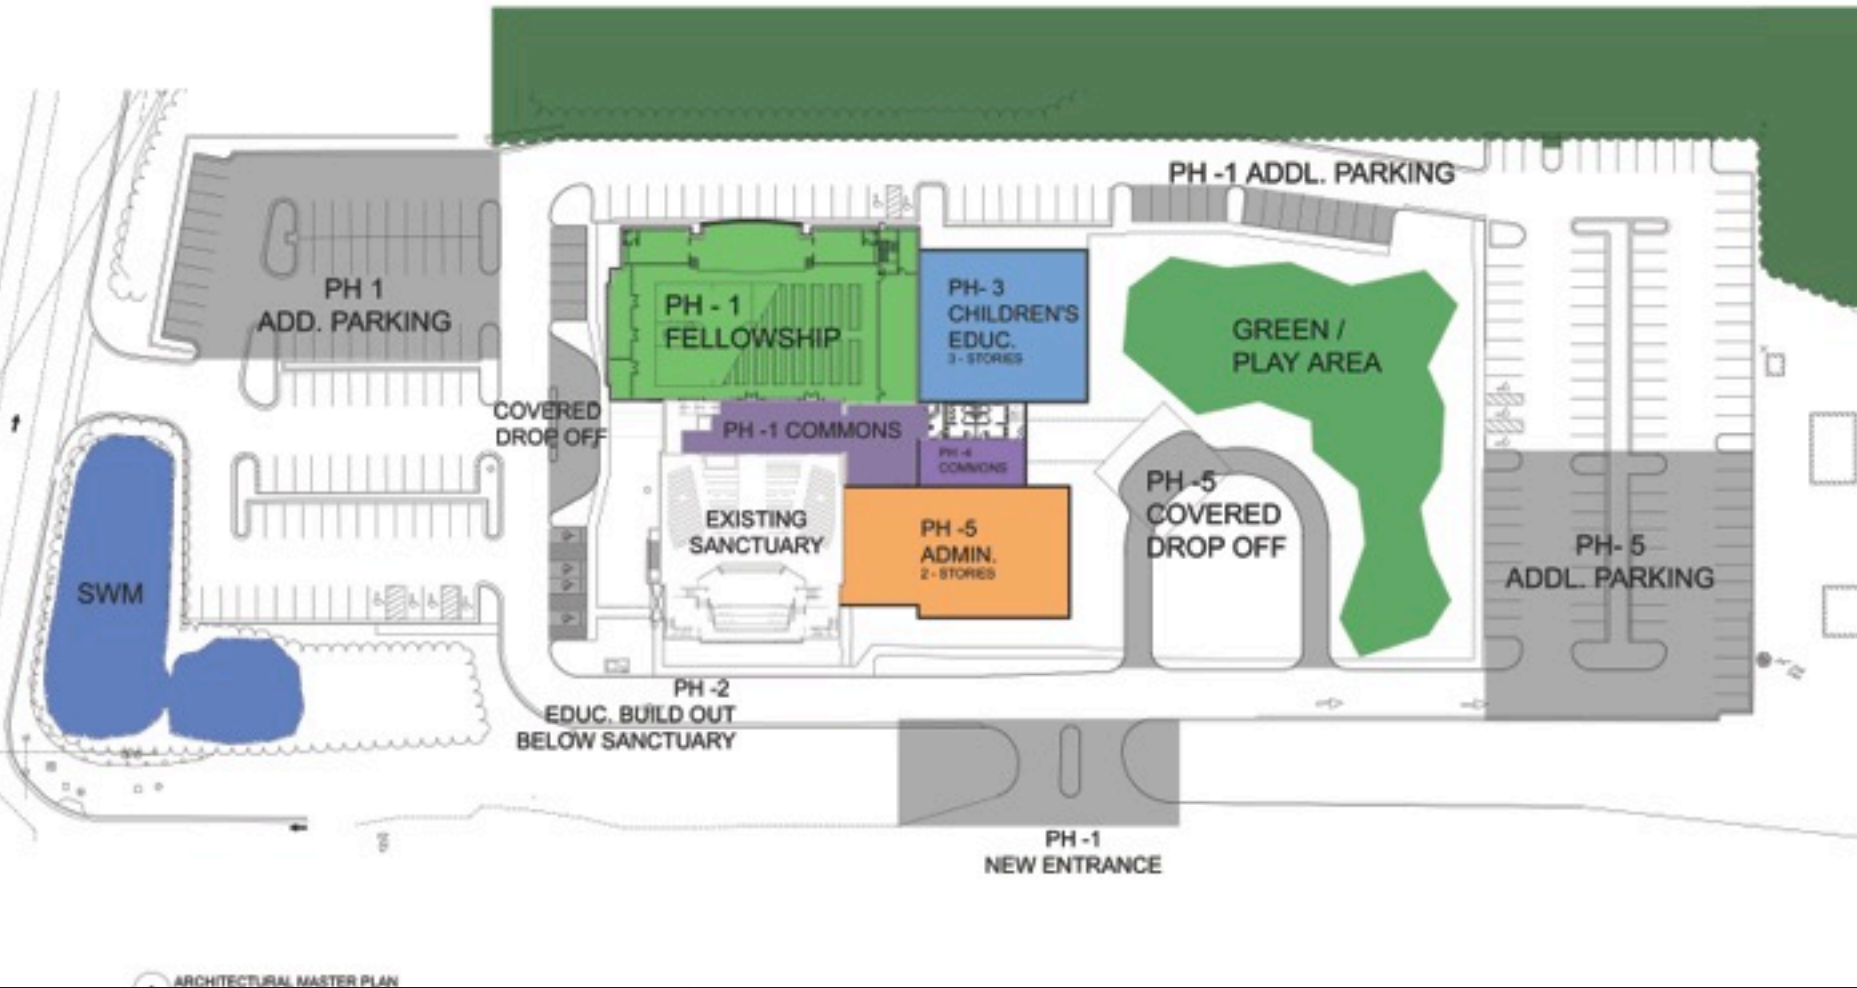 PH -1 ADDL. PARKING
PH 1
ADD. PARKING
PH - 1
FELLOWSHIP
PH- 3
CHILDREN'S
EDUC.
3 - STORIES
GREEN /
PLAY AREA
COVERED
DROP OFF
PH -1 COMMONS
PH -4
COMMONS
EXISTING
SANCTUARY
PH -5
ADMIN.
2 - STORIES
PH -5
COVERED
DROP OFF
PH- 5
ADDL. PARKING
SWM
PH -2
EDUC. BUILD OUT
BELOW SANCTUARY
PH -1
NEW ENTRANCE
ARCHITECTURAL MASTER PLAN